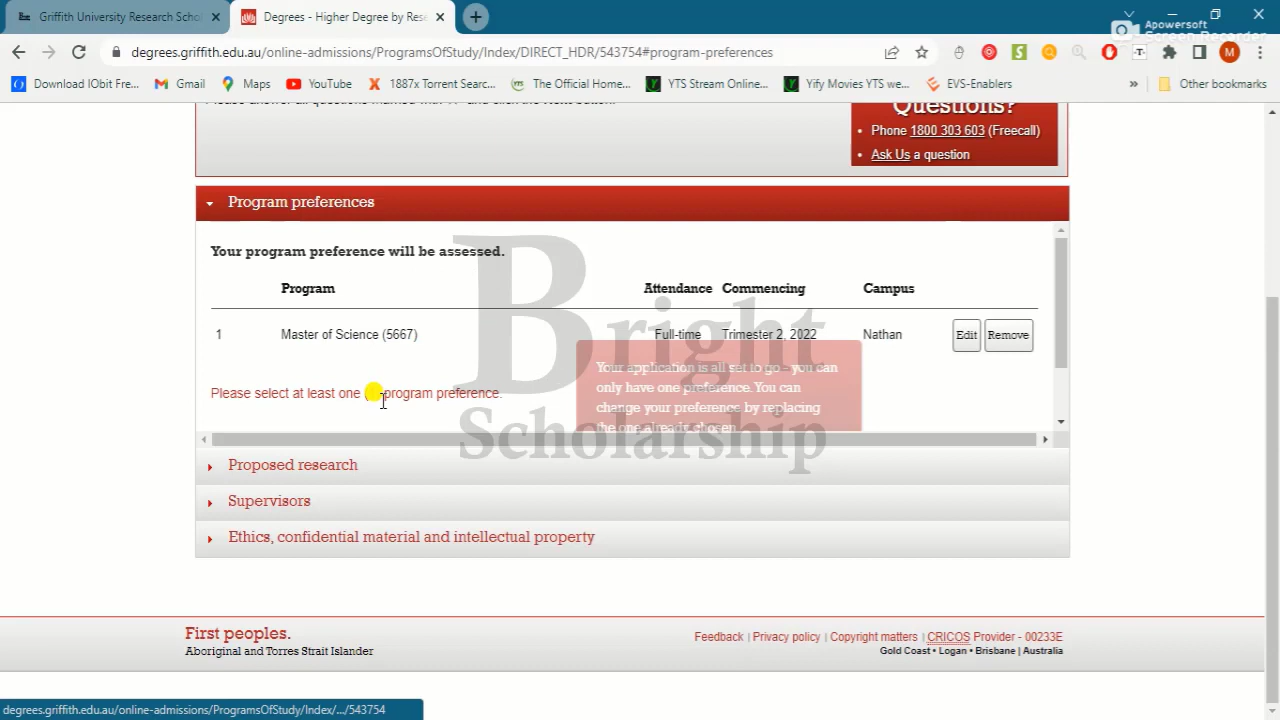 Griffith University Research Scho
Degrees - Higher Degree by Rese
Apowersoft
Screen Recorder
degrees.griffith.edu.au/online-admissions/ProgramsOfStudy/Index/DIRECT_HDR/543754#program-preferences
Download IObit Fre... Gmail Maps YouTube 1887x Torrent Searc... The Official Home... YTS Stream Online... Yify Movies YTS we... EVS-Enablers » Other bookmarks
Questions?
• Phone 1800 303 603 (Freecall)
• Ask Us a question
Program preferences
Your program preference will be assessed.
Program Attendance Commencing Campus
1 Master of Science (5667) Full-time Trimester 2, 2022 Nathan Edit Remove
Please select at least one program preference.
Your application is all set to go - you can
only have one preference. You can
change your preference by replacing
the one already chosen
Bright
Scholarship
Proposed research
Supervisors
Ethics, confidential material and intellectual property
First peoples.
Aboriginal and Torres Strait Islander
Feedback | Privacy policy | Copyright matters | CRICOS Provider - 00233E
Gold Coast • Logan • Brisbane | Australia
degrees.griffith.edu.au/online-admissions/ProgramsOfStudy/Index/.../543754